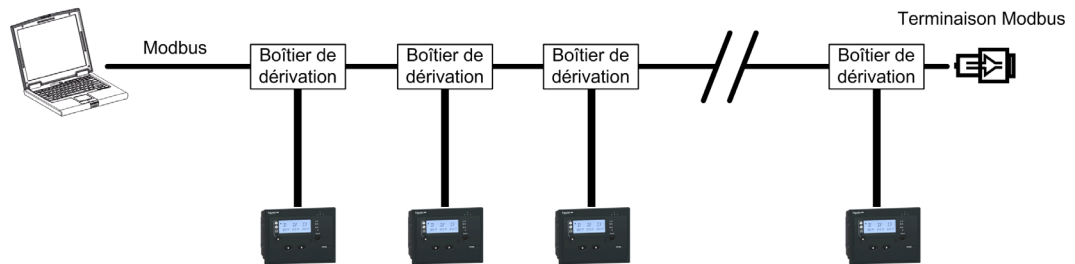 Terminaison Modbus
Modbus
Boîtier de
dérivation
Boîtier de
dérivation
Boîtier de
dérivation
Boîtier de
dérivation